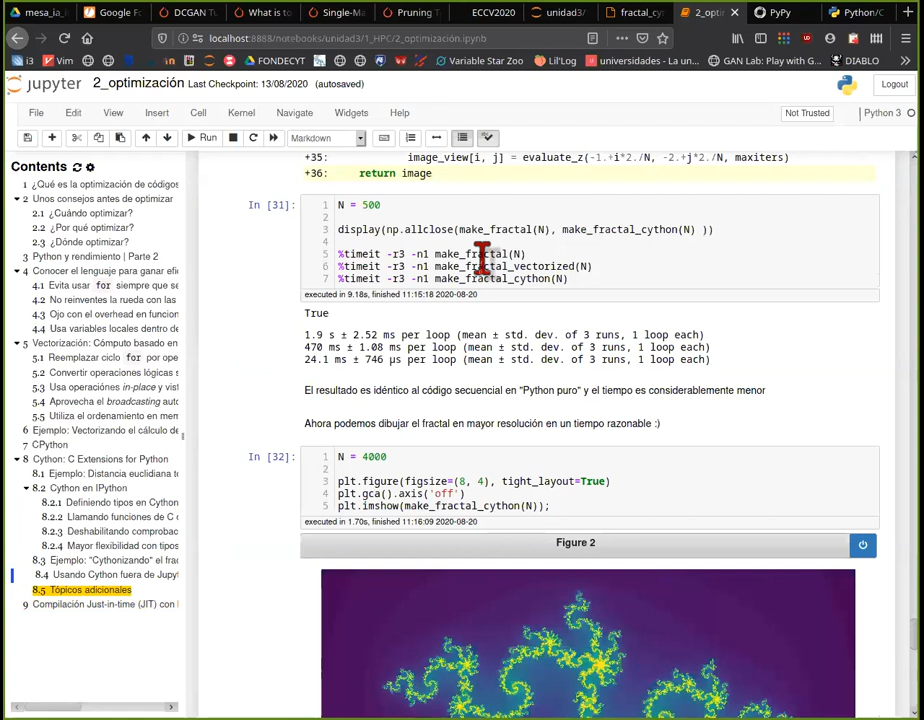 mesa_ia_i
Google Fo
DCGAN Tu
What is to
Single-Ma
Pruning T
ECCV2020
unidad3/
fractal_cy
2_opti
PyPy
Python/C
localhost:8888/notebooks/unidad3/1_HPC/2_optimización.ipynb
i3
Vim
FONDECYT
Variable Star Zoo
Lil'Log
universidades - La un...
GAN Lab: Play with G...
DIABLO
jupyter 2_optimización Last Checkpoint: 13/08/2020 (autosaved)
Logout
File Edit View Insert Cell Kernel Navigate Widgets Help
Not Trusted
Python 3
Run
Markdown
Contents
1 ¿Qué es la optimización de códigos
2 Unos consejos antes de optimizar
2.1 ¿Cuándo optimizar?
2.2 ¿Por qué optimizar?
2.3 ¿Dónde optimizar?
3 Python y rendimiento | Parte 2
4 Conocer el lenguaje para ganar efic
4.1 Evita usar for siempre que se
4.2 No reinventes la rueda con las
4.3 Ojo con el overhead en funcion
4.4 Usa variables locales dentro de
5 Vectorización: Cómputo basado en
5.1 Reemplazar ciclo for por ope
5.2 Convertir operaciones lógicas s
5.3 Usa operaciónes in-place y vist
5.4 Aprovecha el broadcasting auto
5.5 Utiliza el ordenamiento en mem
6 Ejemplo: Vectorizando el cálculo de
7 CPython
8 Cython: C Extensions for Python
8.1 Ejemplo: Distancia euclidiana to
8.2 Cython en IPython
8.2.1 Definiendo tipos en Cython
8.2.2 Llamando funciones de C o
8.2.3 Deshabilitando comprobac
8.2.4 Mayor flexibilidad con tipos
8.3 Ejemplo: "Cythonizando" el frac
8.4 Usando Cython fuera de Jupyt
8.5 Tópicos adicionales
9 Compilación Just-in-time (JIT) con
+35: image_view[i, j] = evaluate_z(-1.+i*2./N, -2.+j*2./N, maxiters)
+36: return image
In [31]:
1 N = 500
2
3 display(np.allclose(make_fractal(N), make_fractal_cython(N) ))
4
5 %timeit -r3 -n1 make_fractal(N)
6 %timeit -r3 -n1 make_fractal_vectorized(N)
7 %timeit -r3 -n1 make_fractal_cython(N)
executed in 9.18s, finished 11:15:18 2020-08-20
True
1.9 s ± 2.52 ms per loop (mean ± std. dev. of 3 runs, 1 loop each)
470 ms ± 1.08 ms per loop (mean ± std. dev. of 3 runs, 1 loop each)
24.1 ms ± 746 µs per loop (mean ± std. dev. of 3 runs, 1 loop each)
El resultado es idéntico al código secuencial en "Python puro" y el tiempo es considerablemente menor
Ahora podemos dibujar el fractal en mayor resolución en un tiempo razonable :)
In [32]:
1 N = 4000
2
3 plt.figure(figsize=(8, 4), tight_layout=True)
4 plt.gca().axis('off')
5 plt.imshow(make_fractal_cython(N));
executed in 1.70s, finished 11:16:09 2020-08-20
Figure 2